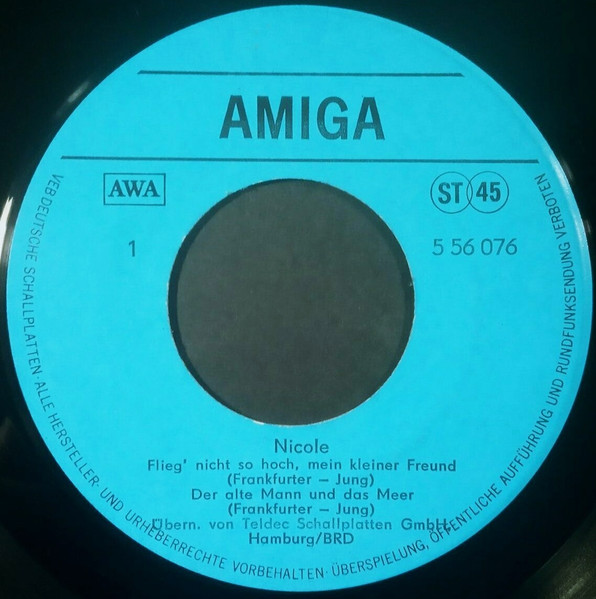 AMIGA
AWA
ST 45
1
5 56 076
Nicole
Flieg' nicht so hoch, mein kleiner Freund
(Frankfurter – Jung)
Der alte Mann und das Meer
(Frankfurter – Jung)
Übern. von Teldec Schallplatten GmbH.
Hamburg/BRD
VEB DEUTSCHE SCHALLPLATTEN · ALLE HERSTELLER- UND URHEBERRECHTE VORBEHALTEN · ÜBERSPIELUNG, ÖFFENTLICHE AUFFÜHRUNG UND RUNDFUNKSENDUNG VERBOTEN